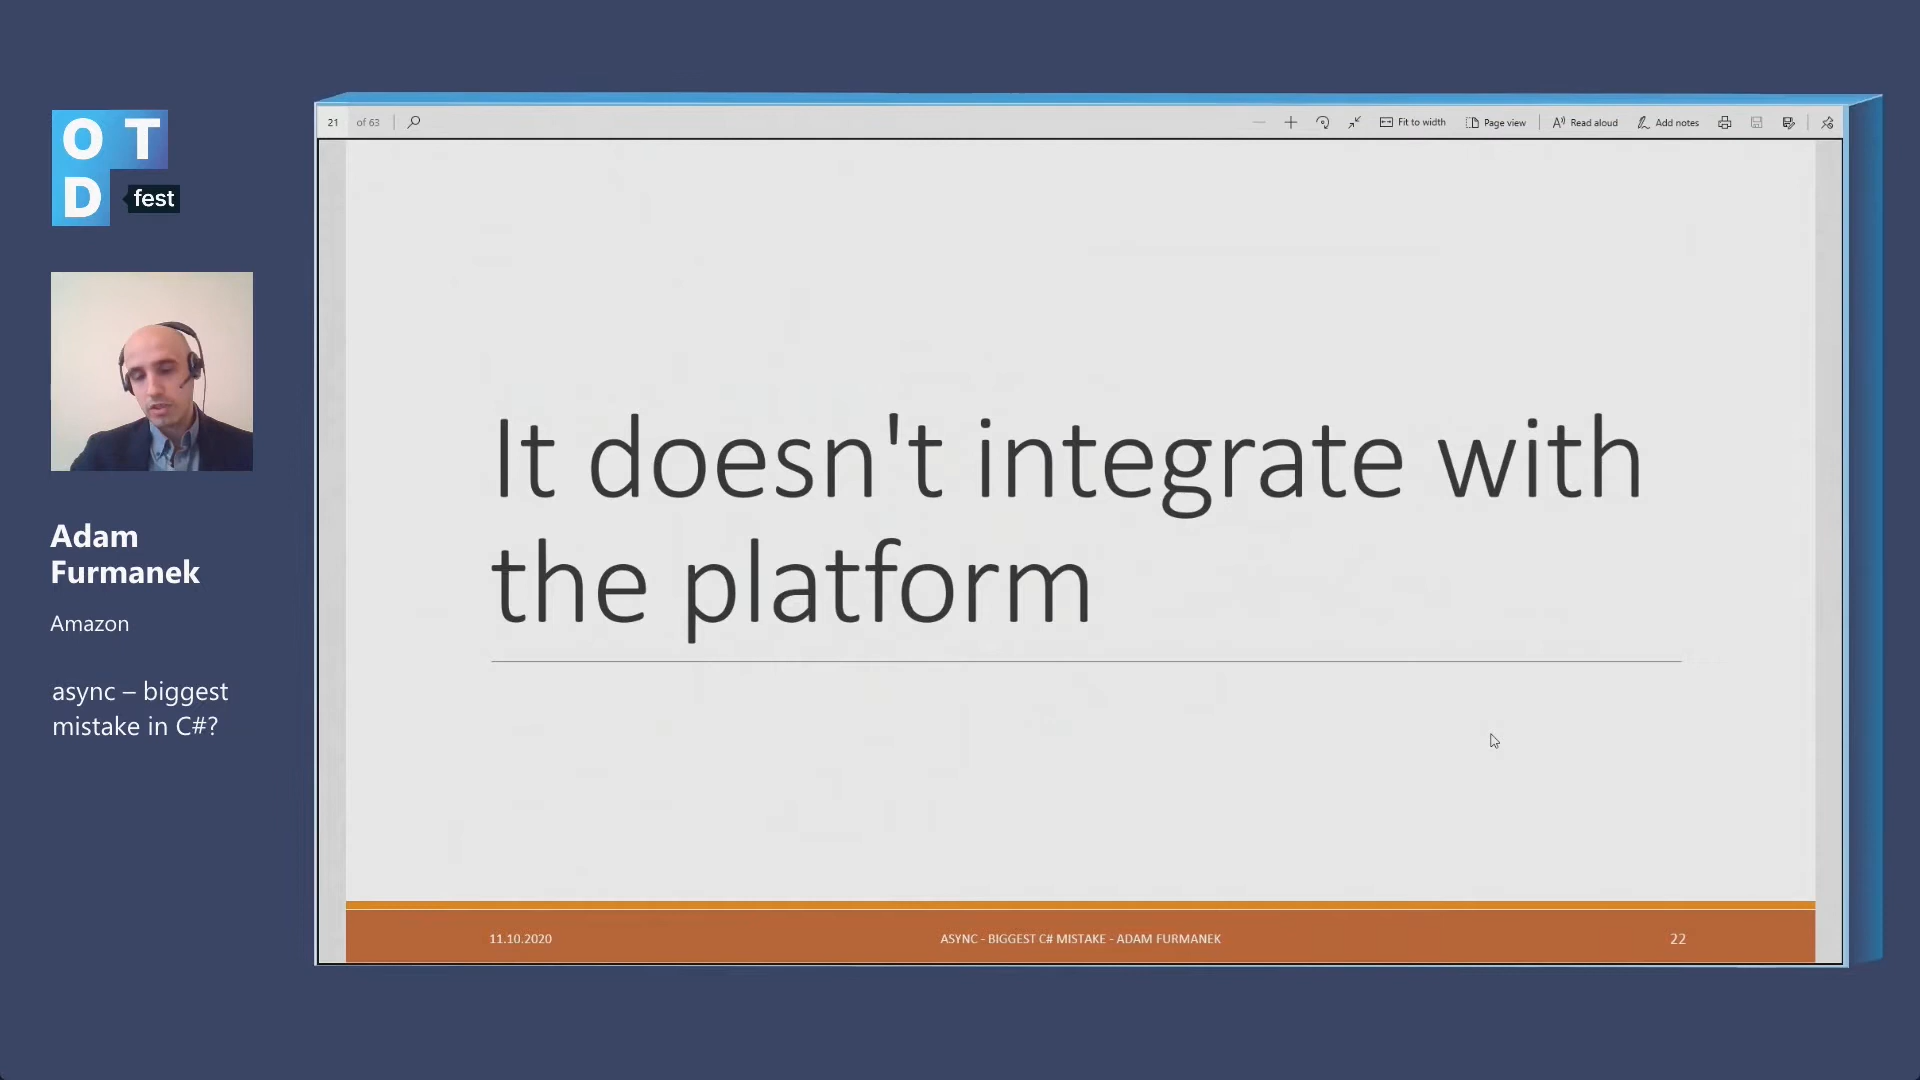 O T
D fest
Adam
Furmanek
Amazon
async – biggest
mistake in C#?
21 of 63
Fit to width
Page view
Read aloud
Add notes
It doesn't integrate with
the platform
11.10.2020
ASYNC - BIGGEST C# MISTAKE - ADAM FURMANEK
22